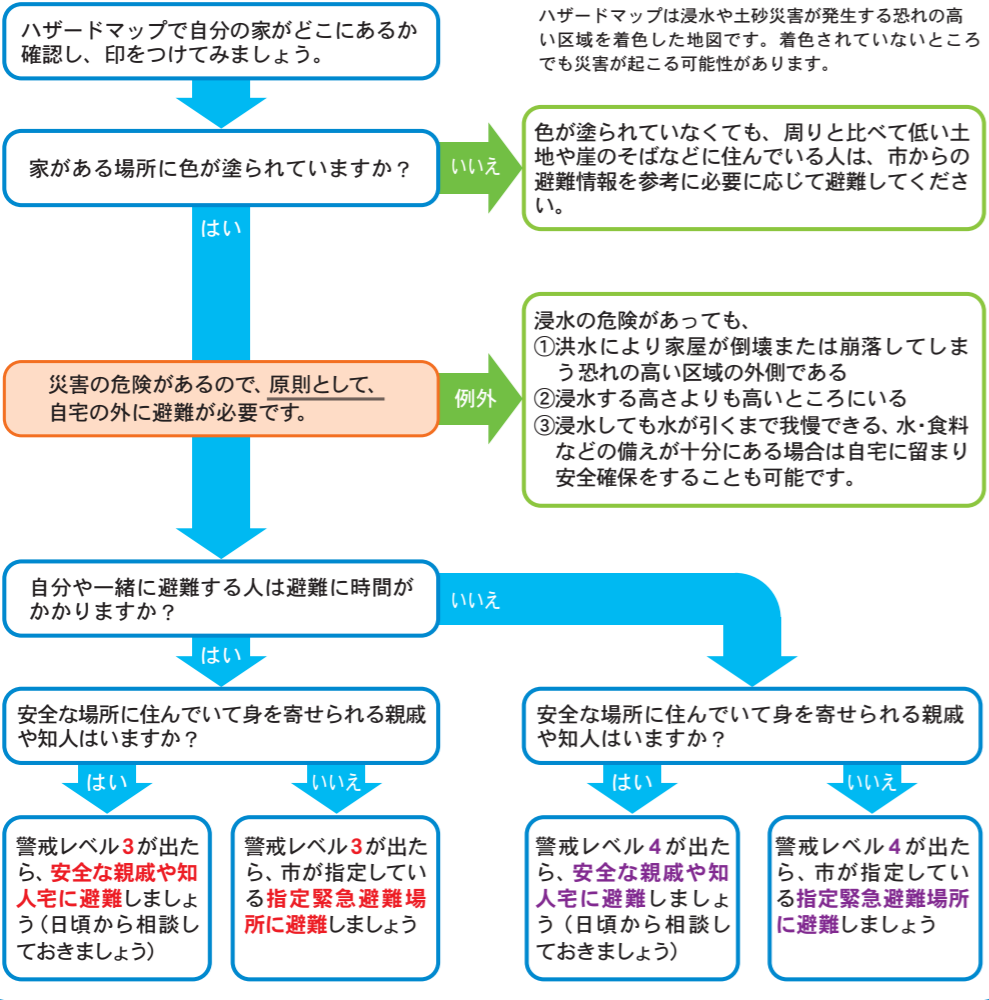 ハザードマップで自分の家がどこにあるか
確認し、印をつけてみましょう。
ハザードマップは浸水や土砂災害が発生する恐れの高
い区域を着色した地図です。着色されていないところ
でも災害が起こる可能性があります。
家がある場所に色が塗られていますか？
いいえ
色が塗られていなくても、周りと比べて低い土
地や崖のそばなどに住んでいる人は、市からの
避難情報を参考に必要に応じて避難してくださ
い。
はい
災害の危険があるので、原則として、
自宅の外に避難が必要です。
例外
浸水の危険があっても、
①洪水により家屋が倒壊または崩落してしま
う恐れの高い区域の外側である
②浸水する高さよりも高いところにいる
③浸水しても水が引くまで我慢できる、水・食料
などの備えが十分にある場合は自宅に留まり
安全確保をすることも可能です。
自分や一緒に避難する人は避難に時間が
かかりますか？
いいえ
はい
安全な場所に住んでいて身を寄せられる親戚
や知人はいますか？
はい
いいえ
安全な場所に住んでいて身を寄せられる親戚
や知人はいますか？
はい
いいえ
警戒レベル3が出た
ら、安全な親戚や知
人宅に避難しましょ
う（日頃から相談し
ておきましょう）
警戒レベル3が出た
ら、市が指定してい
る指定緊急避難場
所に避難しましょう
警戒レベル4が出た
ら、安全な親戚や知
人宅に避難しましょ
う（日頃から相談し
ておきましょう）
警戒レベル4が出た
ら、市が指定してい
る指定緊急避難場所
に避難しましょう